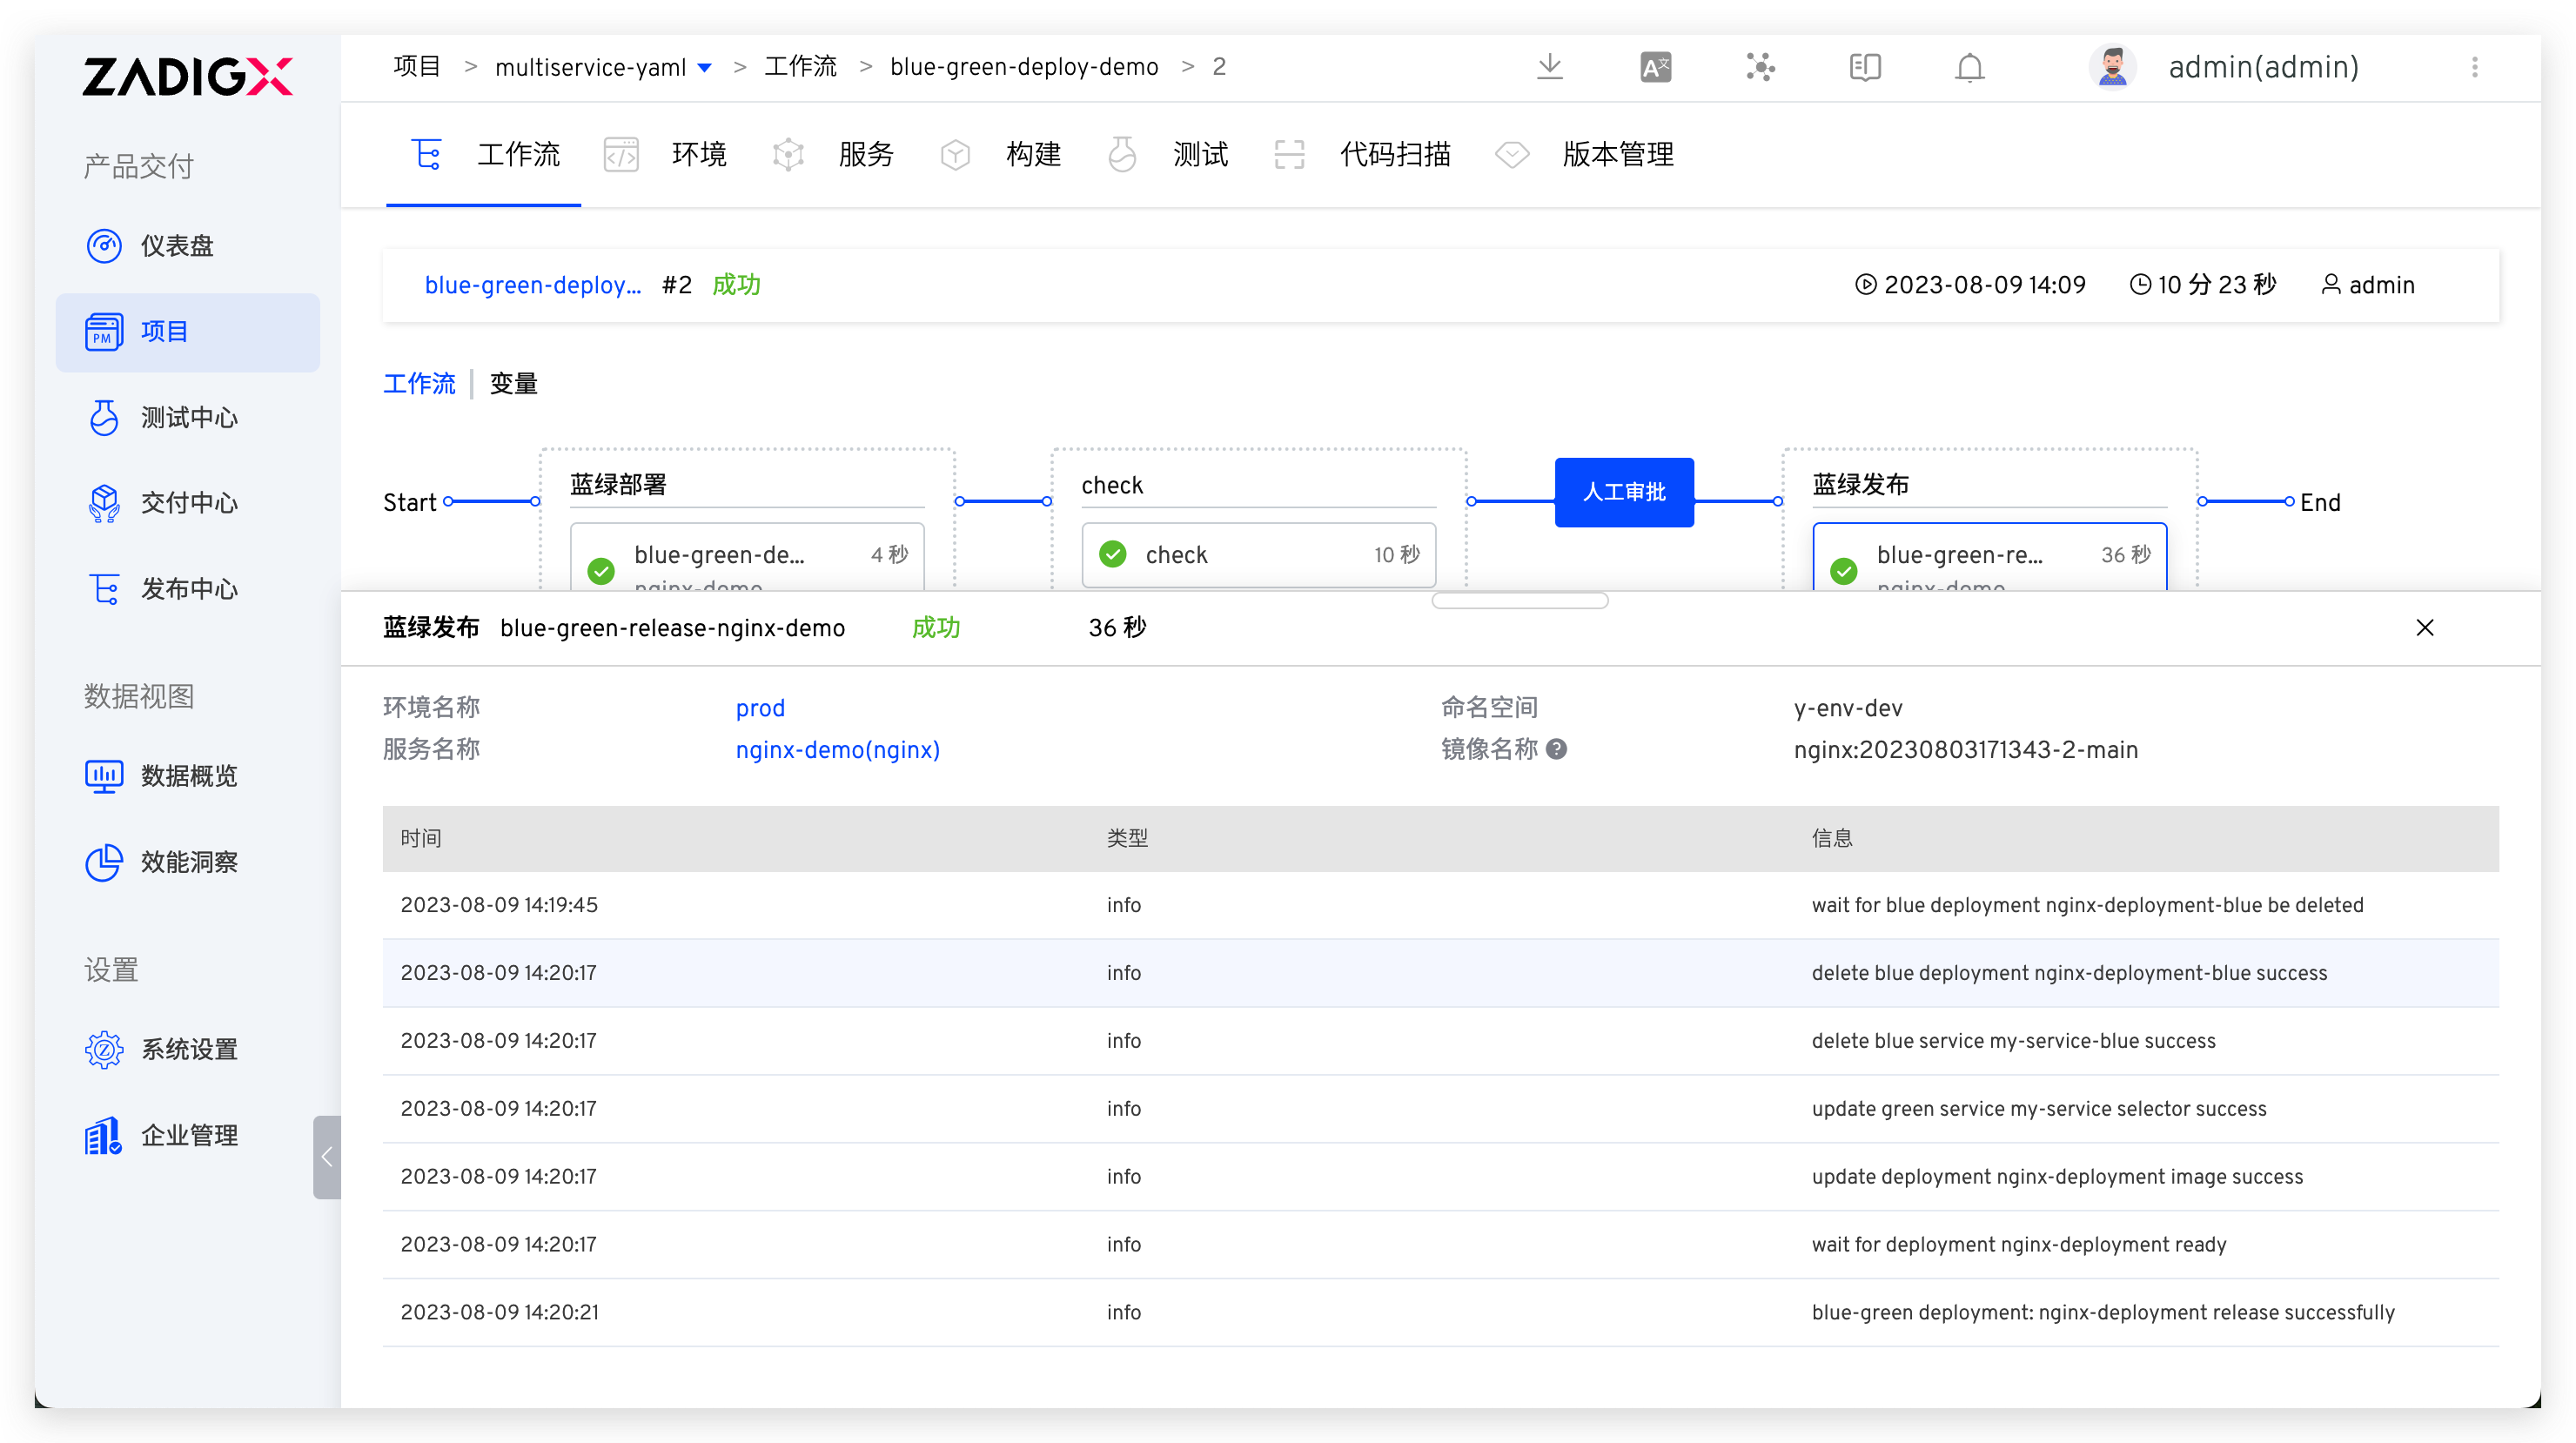 ZADIGX
项目 > multiservice-yaml > 工作流 > blue-green-deploy-demo > 2
admin(admin)
产品交付
仪表盘
项目
测试中心
交付中心
发布中心
数据视图
数据概览
效能洞察
设置
系统设置
企业管理
工作流 环境 服务 构建 测试 代码扫描 版本管理
blue-green-deploy... #2 成功 2023-08-09 14:09 10 分 23 秒 admin
工作流 变量
Start 蓝绿部署 check 人工审批 蓝绿发布 End
blue-green-de... 4 秒 check 10 秒 blue-green-re... 36 秒
nginx-demo nginx-demo
蓝绿发布 blue-green-release-nginx-demo 成功 36 秒
环境名称 prod 命名空间 y-env-dev
服务名称 nginx-demo(nginx) 镜像名称 nginx:20230803171343-2-main
时间 类型 信息
2023-08-09 14:19:45 info wait for blue deployment nginx-deployment-blue be deleted
2023-08-09 14:20:17 info delete blue deployment nginx-deployment-blue success
2023-08-09 14:20:17 info delete blue service my-service-blue success
2023-08-09 14:20:17 info update green service my-service selector success
2023-08-09 14:20:17 info update deployment nginx-deployment image success
2023-08-09 14:20:17 info wait for deployment nginx-deployment ready
2023-08-09 14:20:21 info blue-green deployment: nginx-deployment release successfully